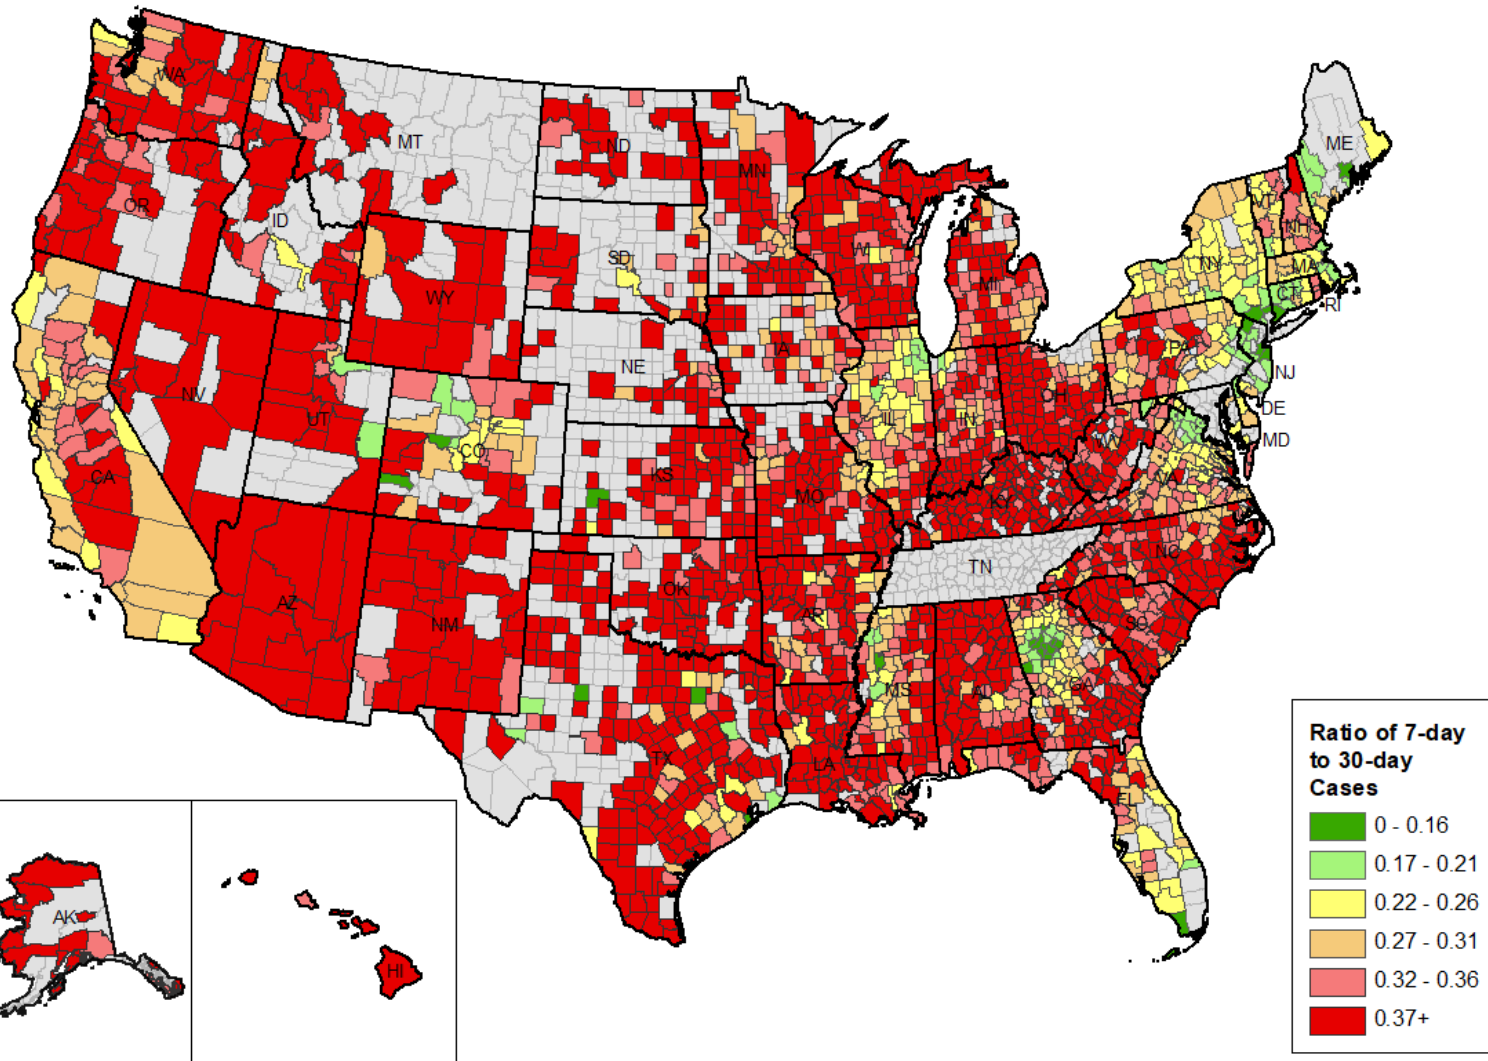 WA
MT
ND
MN
ME
OR
ID
SD
WI
VT
NH
NY
MA
WY
MI
CT
RI
IA
PA
NE
NJ
NV
UT
IL
IN
OH
DE
CO
WV
MD
CA
KS
MO
KY
VA
TN
NC
AZ
NM
OK
AR
SC
MS
AL
GA
TX
LA
FL
AK
HI
Ratio of 7-day
to 30-day
Cases
0 - 0.16
0.17 - 0.21
0.22 - 0.26
0.27 - 0.31
0.32 - 0.36
0.37+